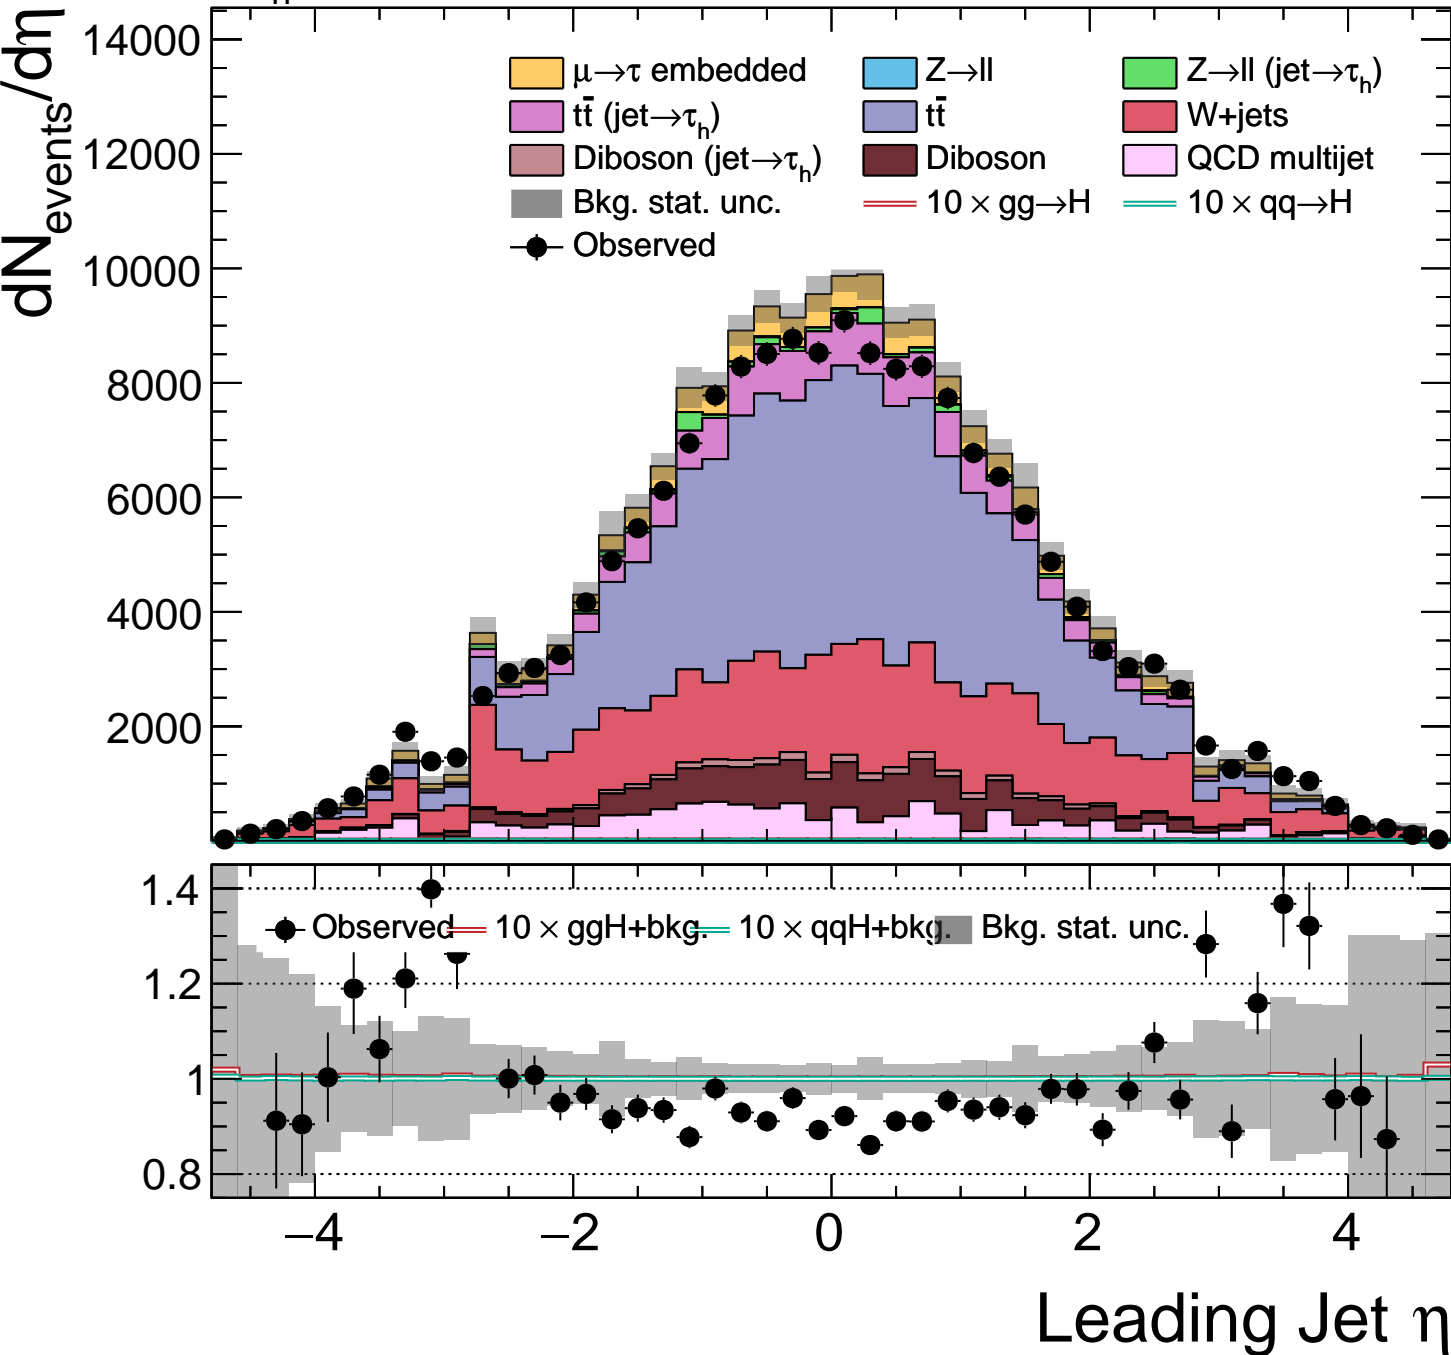 dN_events/dη
14000
12000
10000
8000
6000
4000
2000
μ→τ embedded
Z→ll
Z→ll (jet→τ_h)
tt̄ (jet→τ_h)
tt̄
W+jets
Diboson (jet→τ_h)
Diboson
QCD multijet
Bkg. stat. unc.
10 × gg→H
10 × qq→H
Observed
1.4
1.2
1
0.8
Observed
10 × ggH+bkg.
10 × qqH+bkg.
Bkg. stat. unc.
−4
−2
0
2
4
Leading Jet η